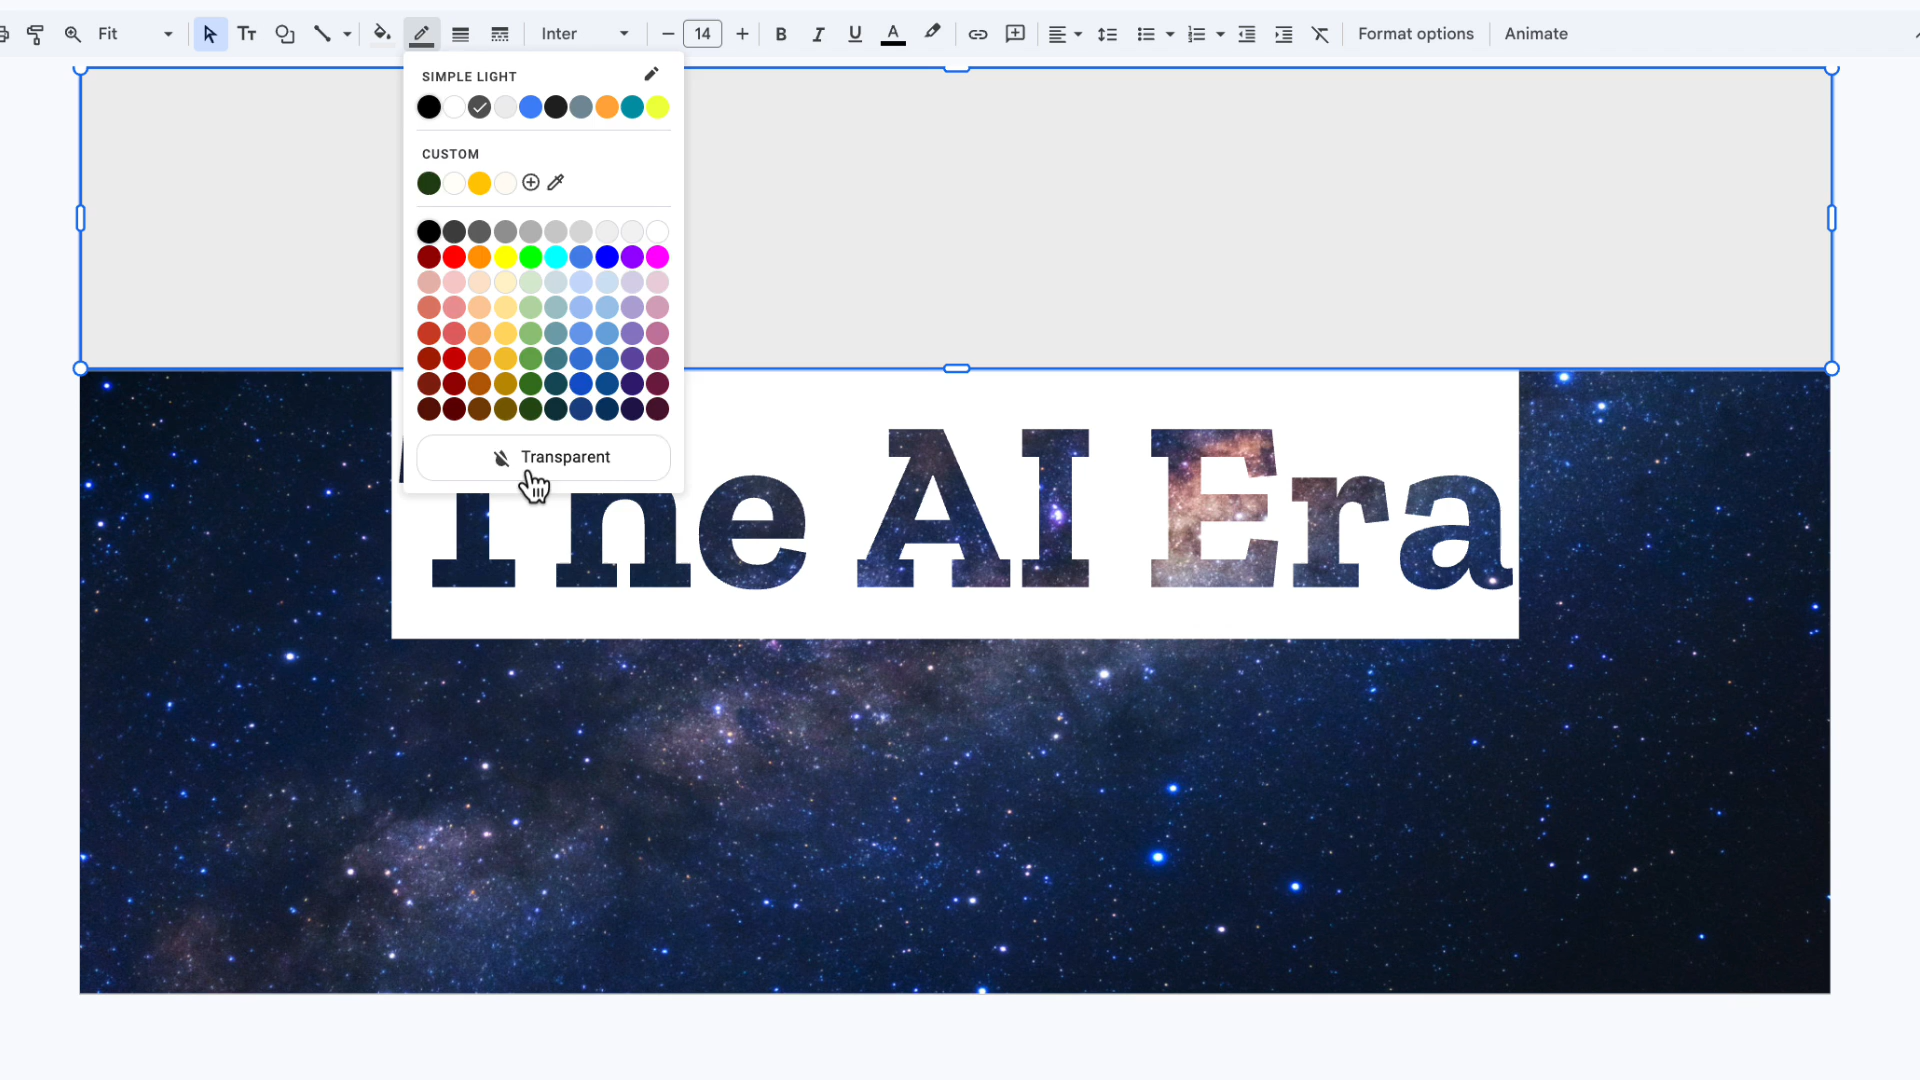 Fit Inter 14 B I U A Format options Animate
SIMPLE LIGHT
CUSTOM
Transparent
The AI Era